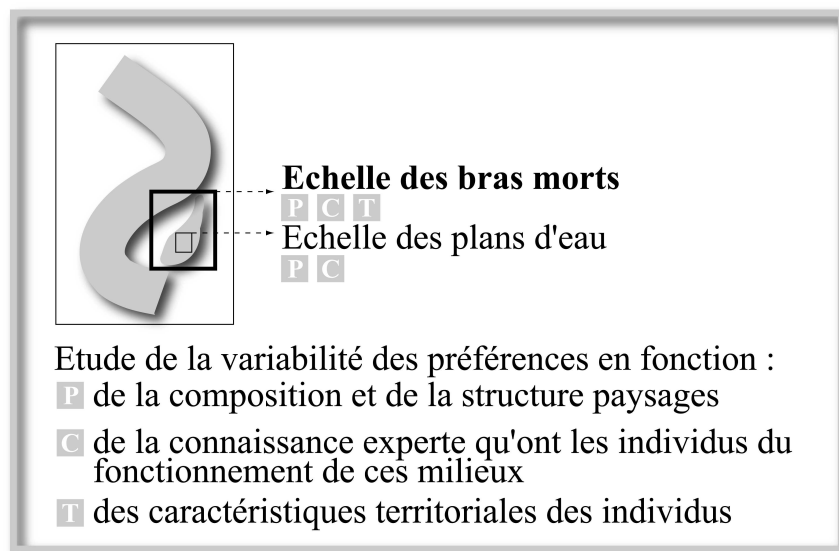 Echelle des bras morts
P C T
Echelle des plans d'eau
P C
Etude de la variabilité des préférences en fonction :
P de la composition et de la structure paysages
C de la connaissance experte qu'ont les individus du
fonctionnement de ces milieux
T des caractéristiques territoriales des individus